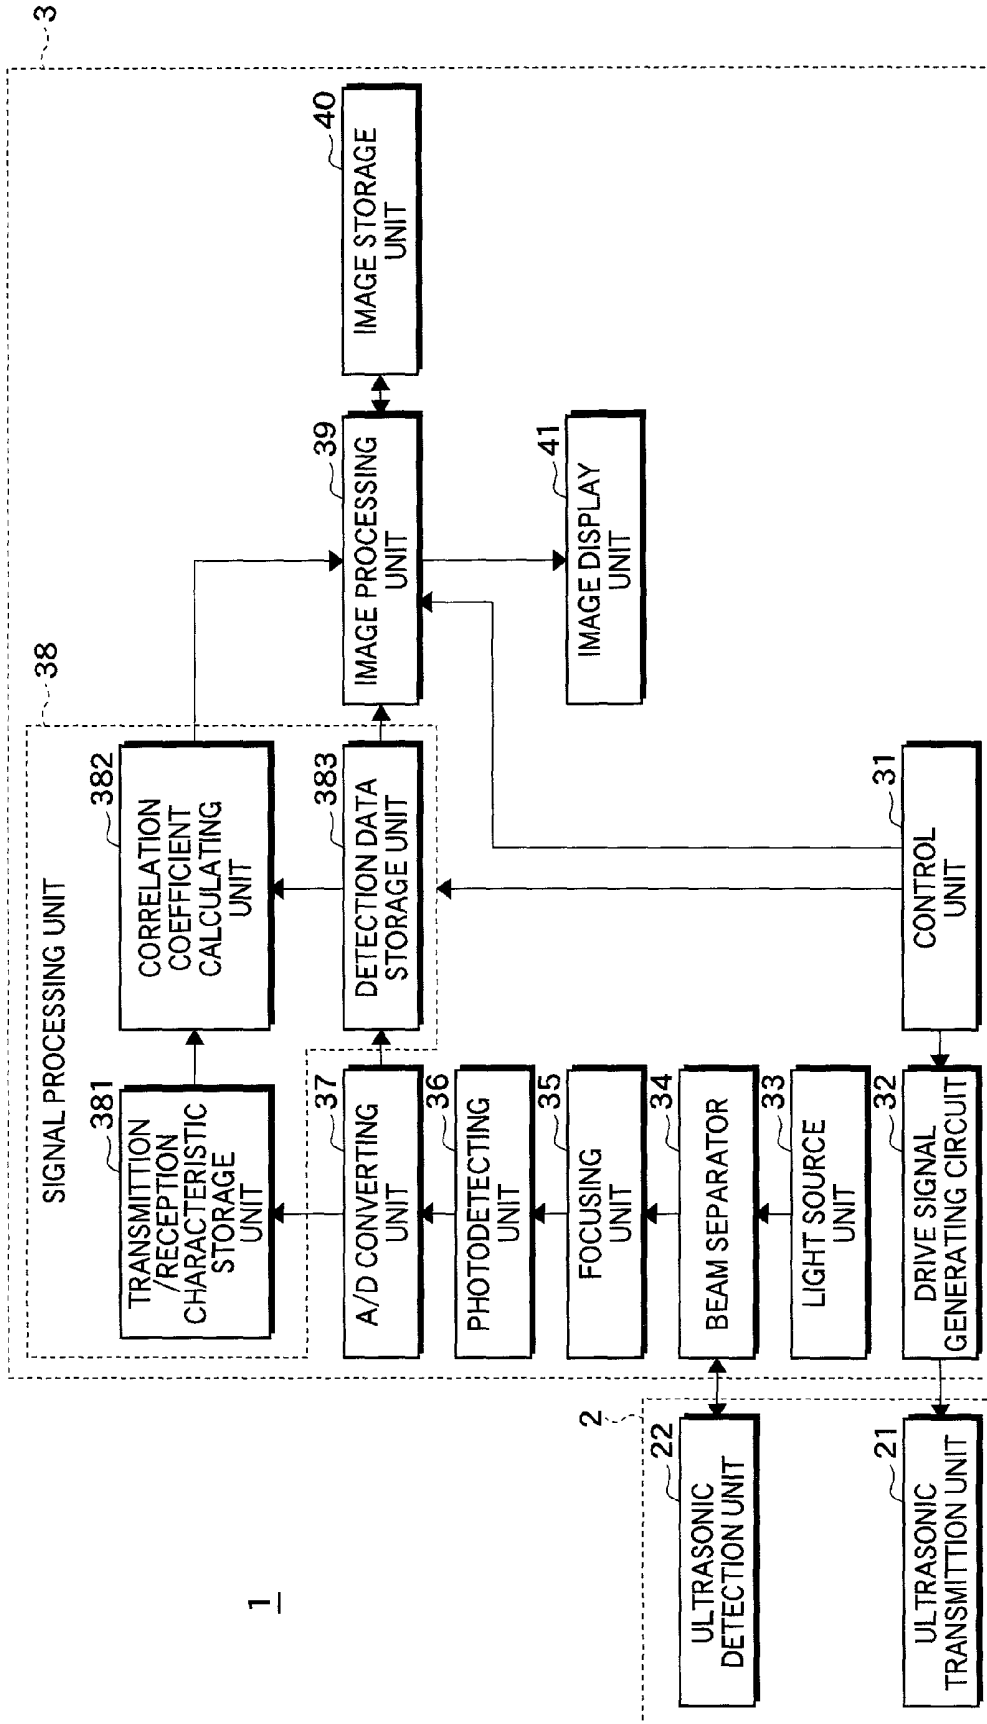 1
2
3
SIGNAL PROCESSING UNIT
38
381
TRANSMITTION
/RECEPTION
CHARACTERISTIC
STORAGE
UNIT
382
CORRELATION
COEFFICIENT
CALCULATING
UNIT
37
A/D CONVERTING
UNIT
383
DETECTION DATA
STORAGE UNIT
39
IMAGE PROCESSING
UNIT
40
IMAGE STORAGE
UNIT
36
PHOTODETECTING
UNIT
35
FOCUSING
UNIT
41
IMAGE DISPLAY
UNIT
22
ULTRASONIC
DETECTION UNIT
34
BEAM SEPARATOR
33
LIGHT SOURCE
UNIT
21
ULTRASONIC
TRANSMITTION UNIT
32
DRIVE SIGNAL
GENERATING CIRCUIT
31
CONTROL
UNIT